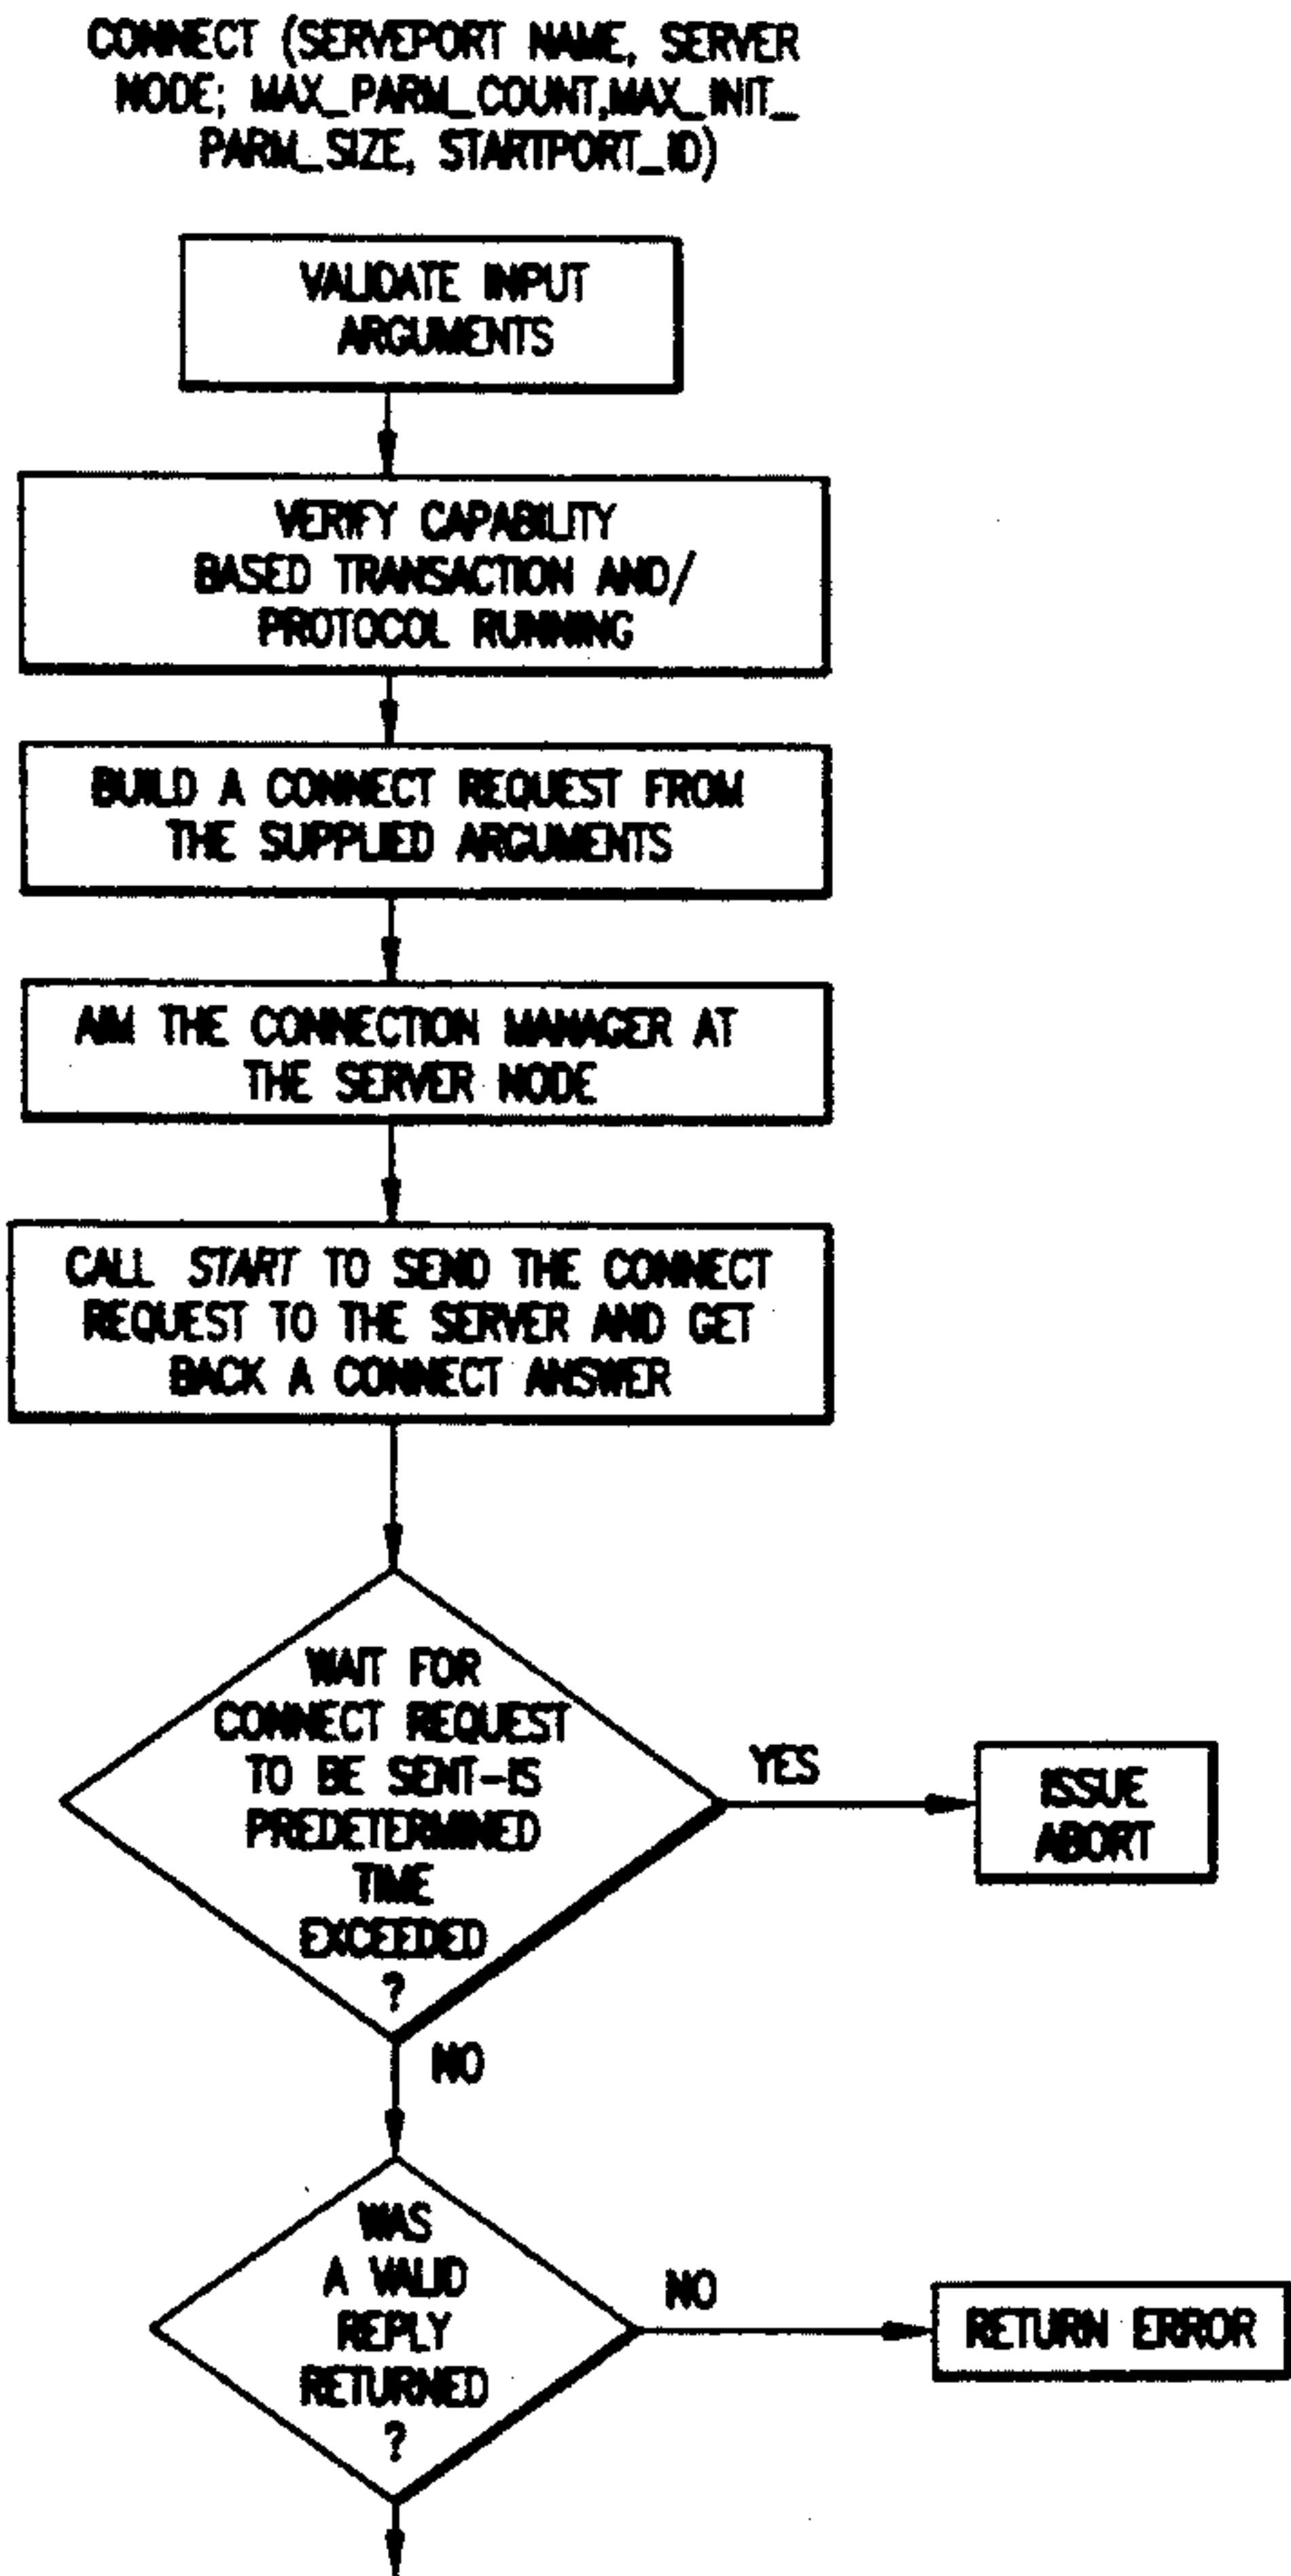 CONNECT (SERVEPORT NAME, SERVER
NODE; MAX_PARM_COUNT,MAX_INIT_
PARM_SIZE, STARTPORT_ID)
VALIDATE INPUT
ARGUMENTS
VERIFY CAPABILITY
BASED TRANSACTION AND/
PROTOCOL RUNNING
BUILD A CONNECT REQUEST FROM
THE SUPPLIED ARGUMENTS
AIM THE CONNECTION MANAGER AT
THE SERVER NODE
CALL START TO SEND THE CONNECT
REQUEST TO THE SERVER AND GET
BACK A CONNECT ANSWER
WAIT FOR
CONNECT REQUEST
TO BE SENT-IS
PREDETERMINED
TIME
EXCEEDED
?
YES
ISSUE
ABORT
NO
WAS
A VALID
REPLY
RETURNED
?
NO
RETURN ERROR